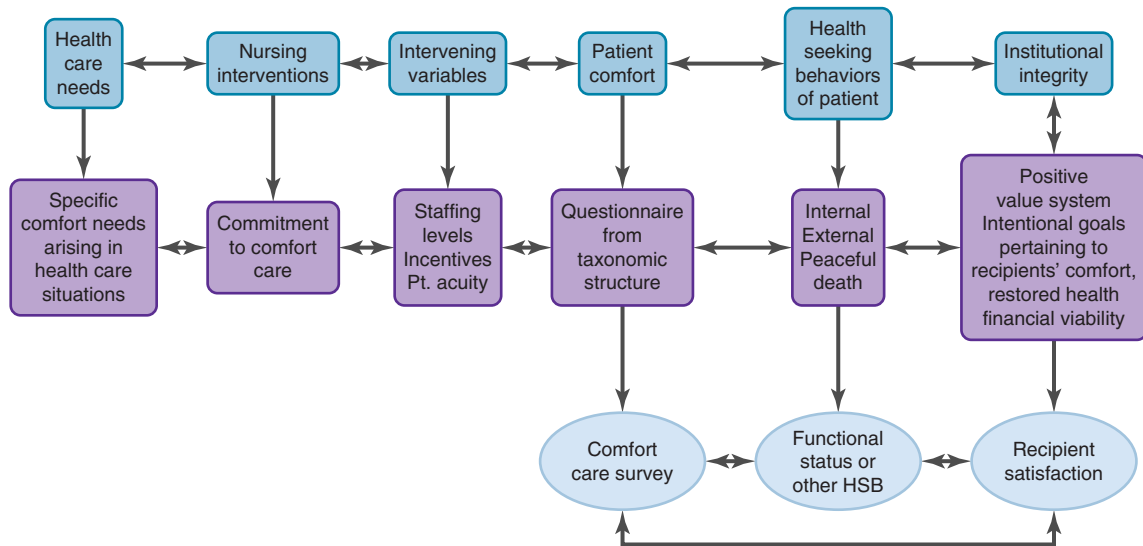 Health
care
needs
Nursing
interventions
Intervening
variables
Patient
comfort
Health
seeking
behaviors
of patient
Institutional
integrity
Specific
comfort needs
arising in
health care
situations
Commitment
to comfort
care
Staffing
levels
Incentives
Pt. acuity
Questionnaire
from
taxonomic
structure
Internal
External
Peaceful
death
Positive
value system
Intentional goals
pertaining to
recipients’ comfort,
restored health
financial viability
Comfort
care survey
Functional
status or
other HSB
Recipient
satisfaction